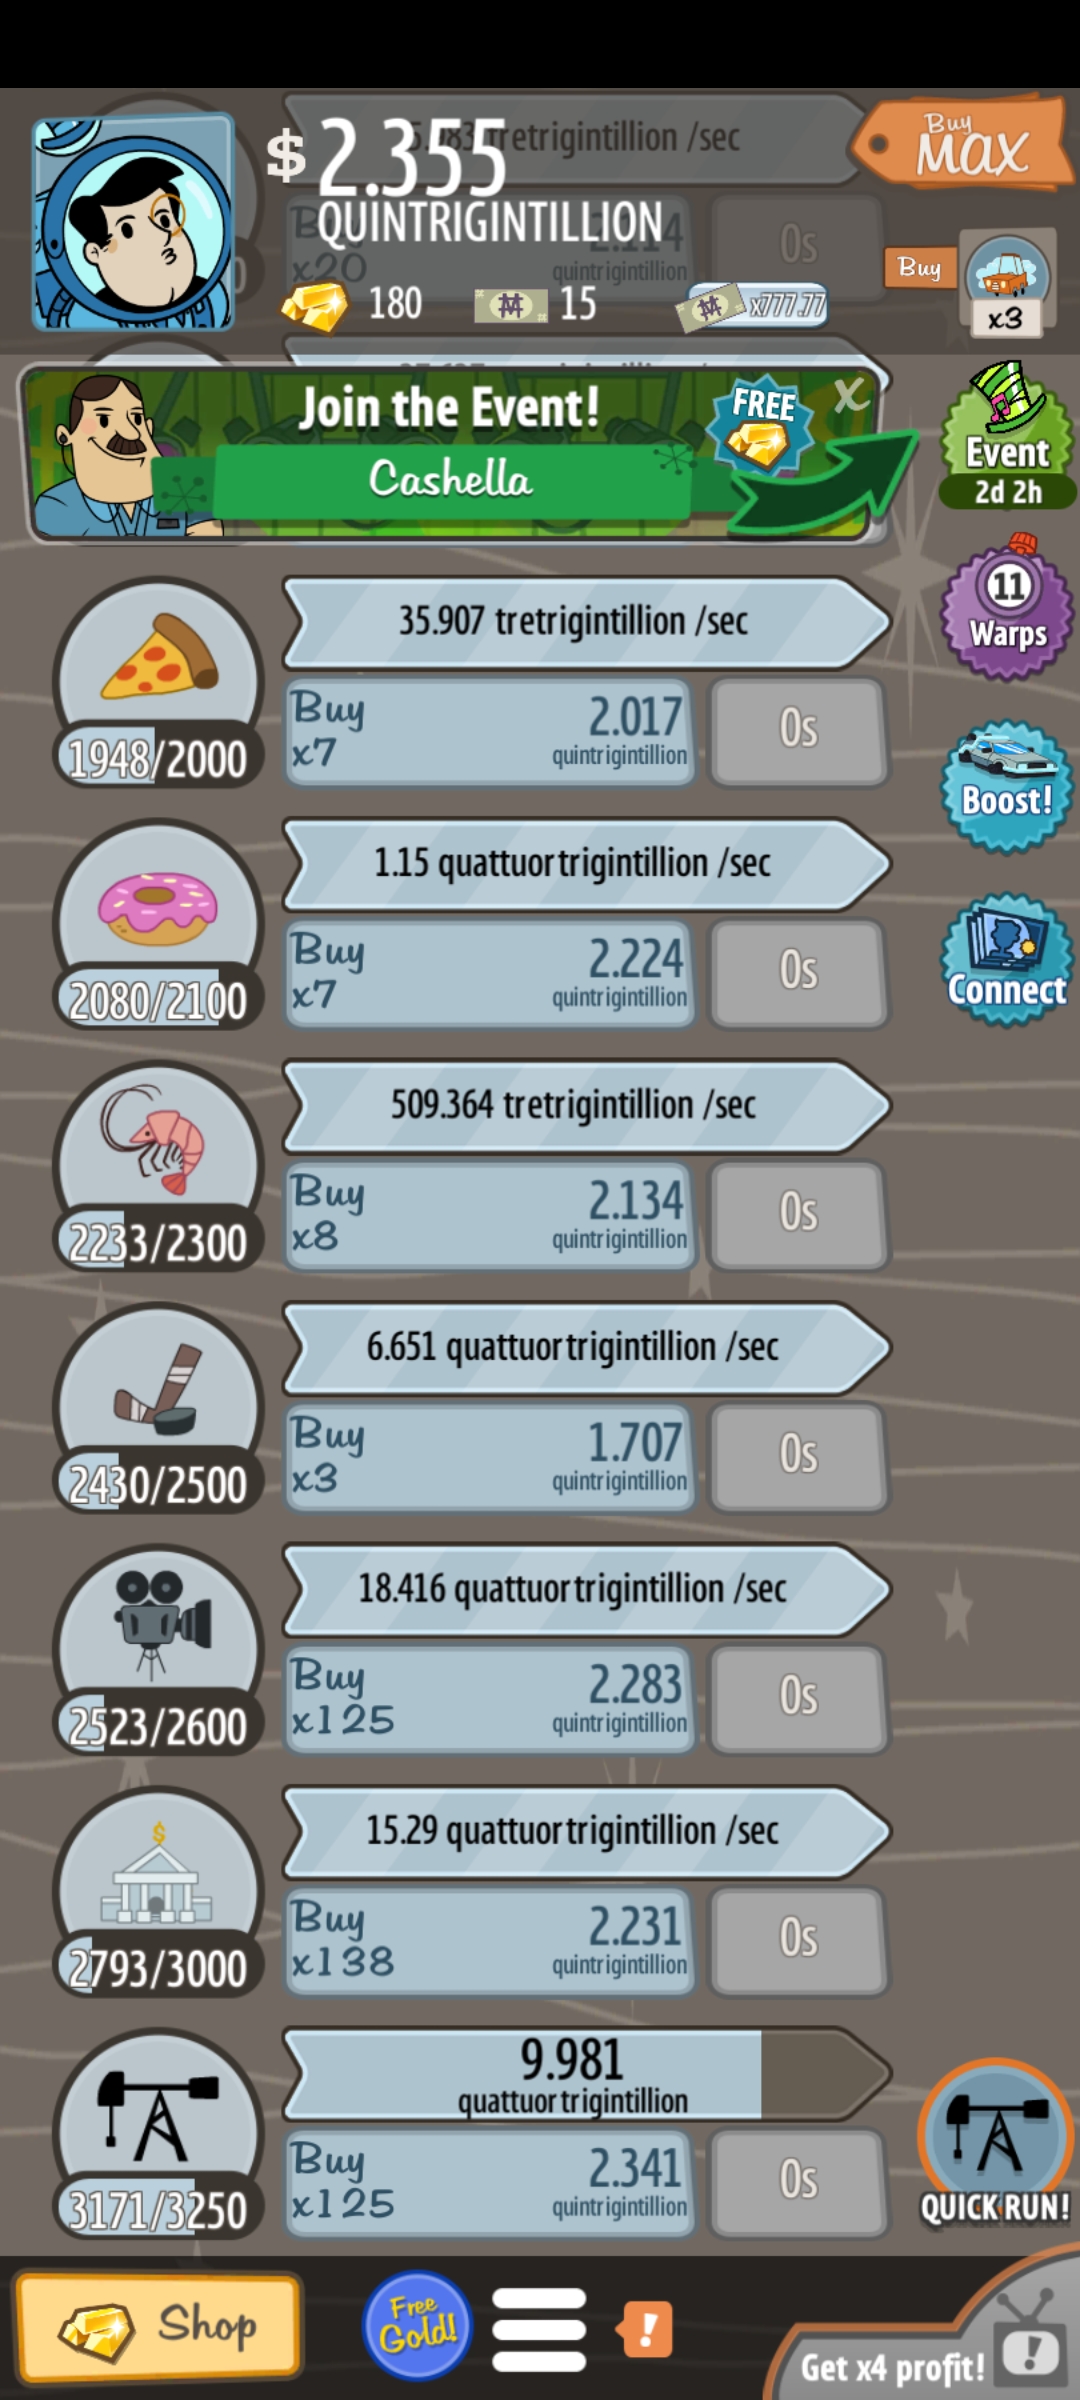 $ 2.355
QUINTRIGINTILLION
tretrigintillion /sec
Buy
MAX
x20
2.114
quintrigintillion
0s
180
15
x777.77
Buy
x3
Join the Event!
Cashella
FREE
X
Event
2d 2h
11
Warps
Boost!
Connect
35.907 tretrigintillion /sec
1948/2000
Buy
x7
2.017
quintrigintillion
0s
1.15 quattuortrigintillion /sec
2080/2100
Buy
x7
2.224
quintrigintillion
0s
509.364 tretrigintillion /sec
2233/2300
Buy
x8
2.134
quintrigintillion
0s
6.651 quattuortrigintillion /sec
2430/2500
Buy
x3
1.707
quintrigintillion
0s
18.416 quattuortrigintillion /sec
2523/2600
Buy
x125
2.283
quintrigintillion
0s
$
15.29 quattuortrigintillion /sec
2793/3000
Buy
x138
2.231
quintrigintillion
0s
9.981
quattuortrigintillion
3171/3250
Buy
x125
2.341
quintrigintillion
0s
QUICK RUN!
Shop
Free
Gold!
!
Get x4 profit!
!